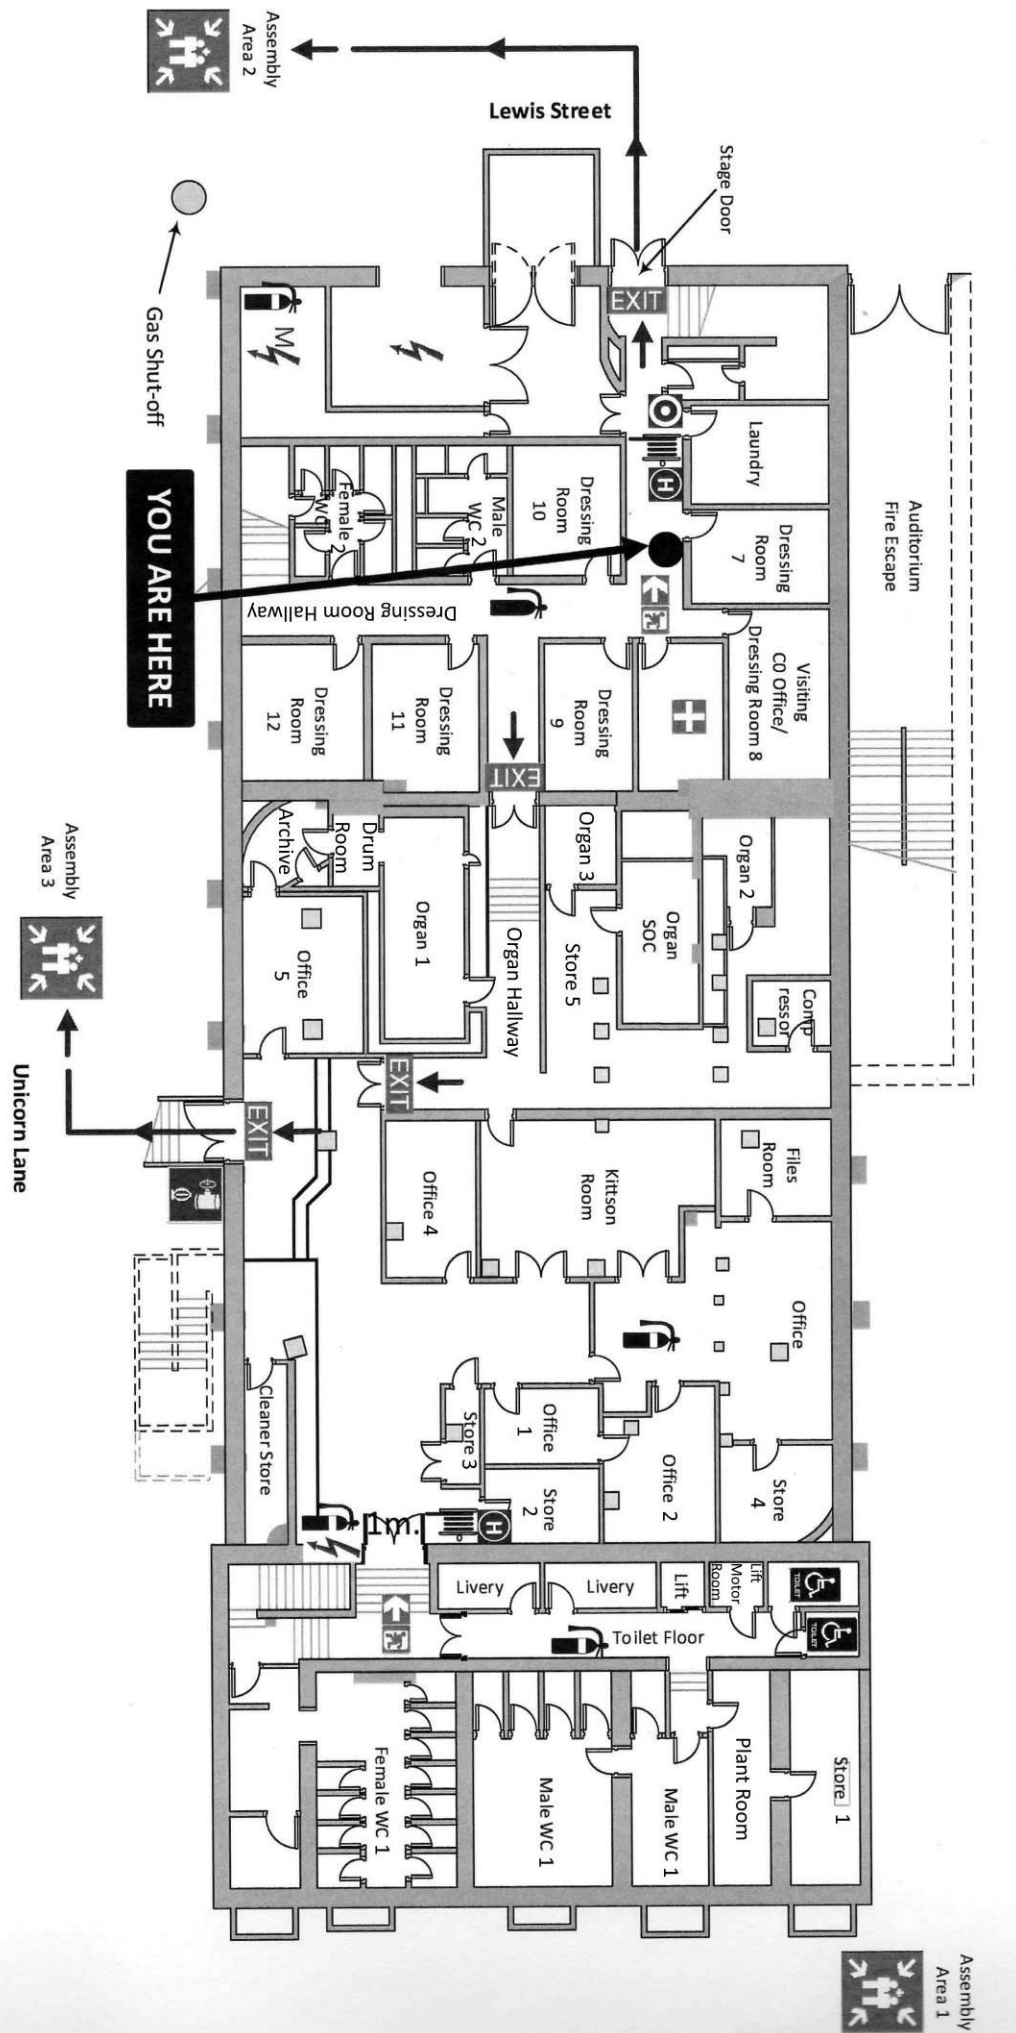 Assembly
Area 2
Lewis Street
Stage Door
Gas Shut-off
EXIT
M
Auditorium
Fire Escape
Laundry
H
Dressing
Room
7
Dressing
Room
10
Male
WC 2
Female
WC 2
YOU ARE HERE
Dressing Room Hallway
Visiting
C0 Office/
Dressing Room 8
Dressing
Room
9
Dressing
Room
11
Dressing
Room
12
EXIT
Organ 2
Organ
SOC
Organ 3
Organ 1
Drum
Room
Archive
Organ Hallway
Store 5
Office
5
Comp
ressor
EXIT
EXIT
Assembly
Area 3
Unicorn Lane
Files
Room
Kittson
Room
Office 4
Office
Office
1
Store 3
Cleaner Store
Store
4
Office 2
Store
2
H
1m.
Livery
Livery
Lift
Lift
Motor
Room
TOILET
TOILET
Toilet Floor
Store 1
Plant Room
Male WC 1
Male WC 1
Female WC 1
Assembly
Area 1